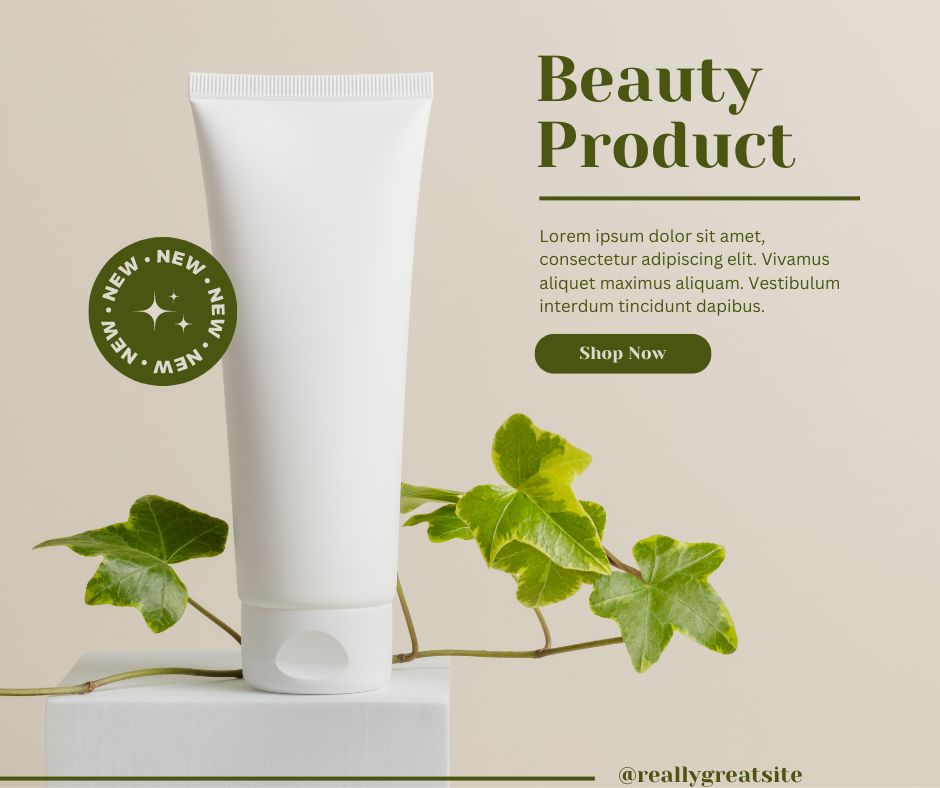 Beauty
Product
Lorem ipsum dolor sit amet,
consectetur adipiscing elit. Vivamus
aliquet maximus aliquam. Vestibulum
interdum tincidunt dapibus.
Shop Now
NEW • NEW • NEW • NEW • NEW •
@reallygreatsite